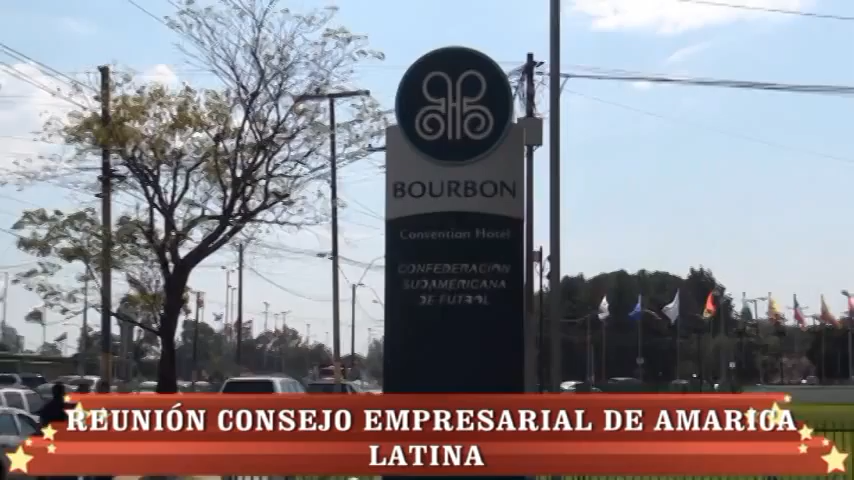 BOURBON
Convention Hotel
CONFEDERACION
SUDAMERICANA
DE FUTBOL
REUNIÓN CONSEJO EMPRESARIAL DE AMARICA
LATINA